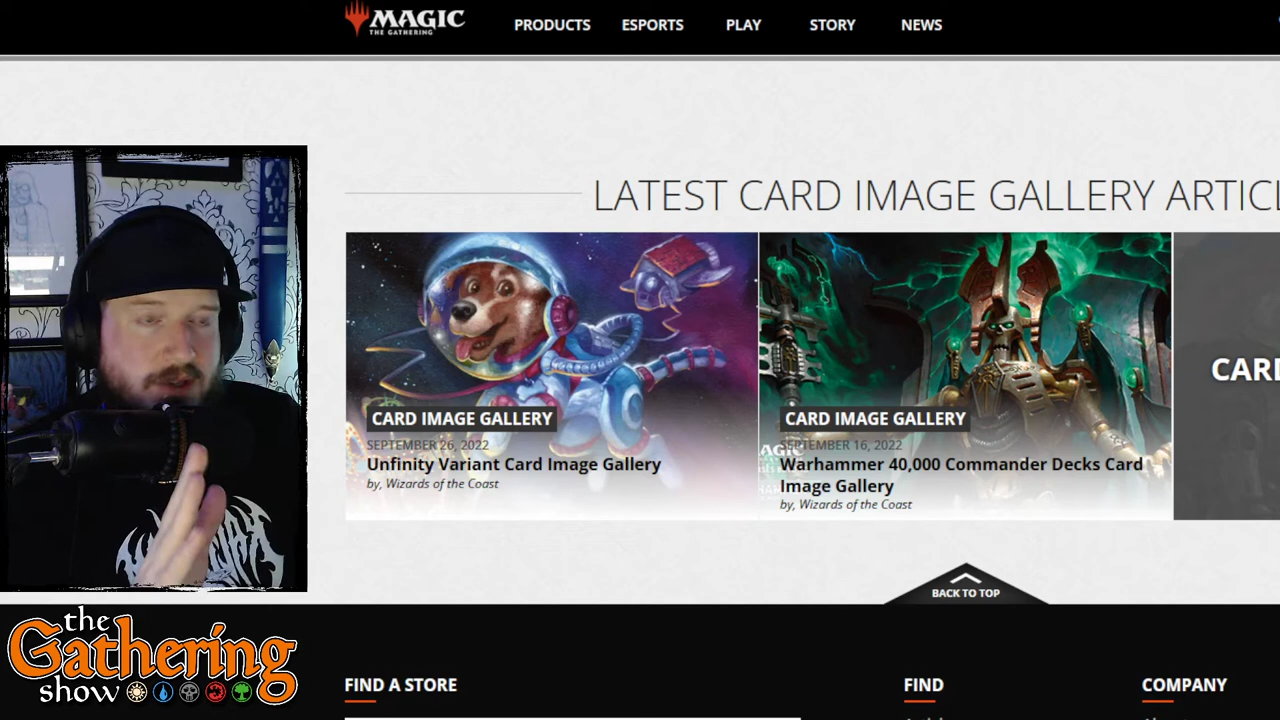 MAGIC
THE GATHERING
PRODUCTS
ESPORTS
PLAY
STORY
NEWS
LATEST CARD IMAGE GALLERY ARTICL
CARD IMAGE GALLERY
SEPTEMBER 26, 2022
Unfinity Variant Card Image Gallery
by, Wizards of the Coast
CARD IMAGE GALLERY
SEPTEMBER 16, 2022
Warhammer 40,000 Commander Decks Card
Image Gallery
by, Wizards of the Coast
CARD
BACK TO TOP
the
Gathering
show
FIND A STORE
FIND
COMPANY